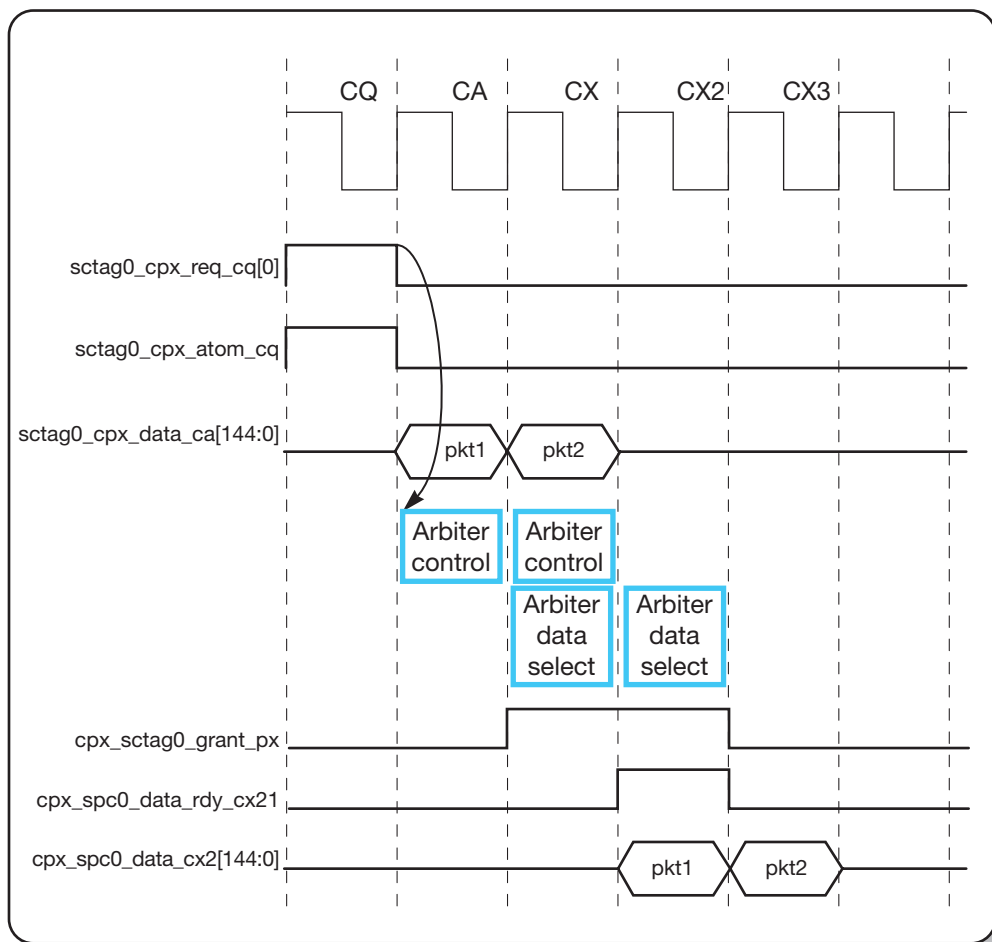 CQ CA CX CX2 CX3
sctag0_cpx_req_cq[0]
sctag0_cpx_atom_cq
sctag0_cpx_data_ca[144:0]
pkt1 pkt2
Arbiter
control
Arbiter
control
Arbiter
data
select
Arbiter
data
select
cpx_sctag0_grant_px
cpx_spc0_data_rdy_cx21
cpx_spc0_data_cx2[144:0]
pkt1 pkt2